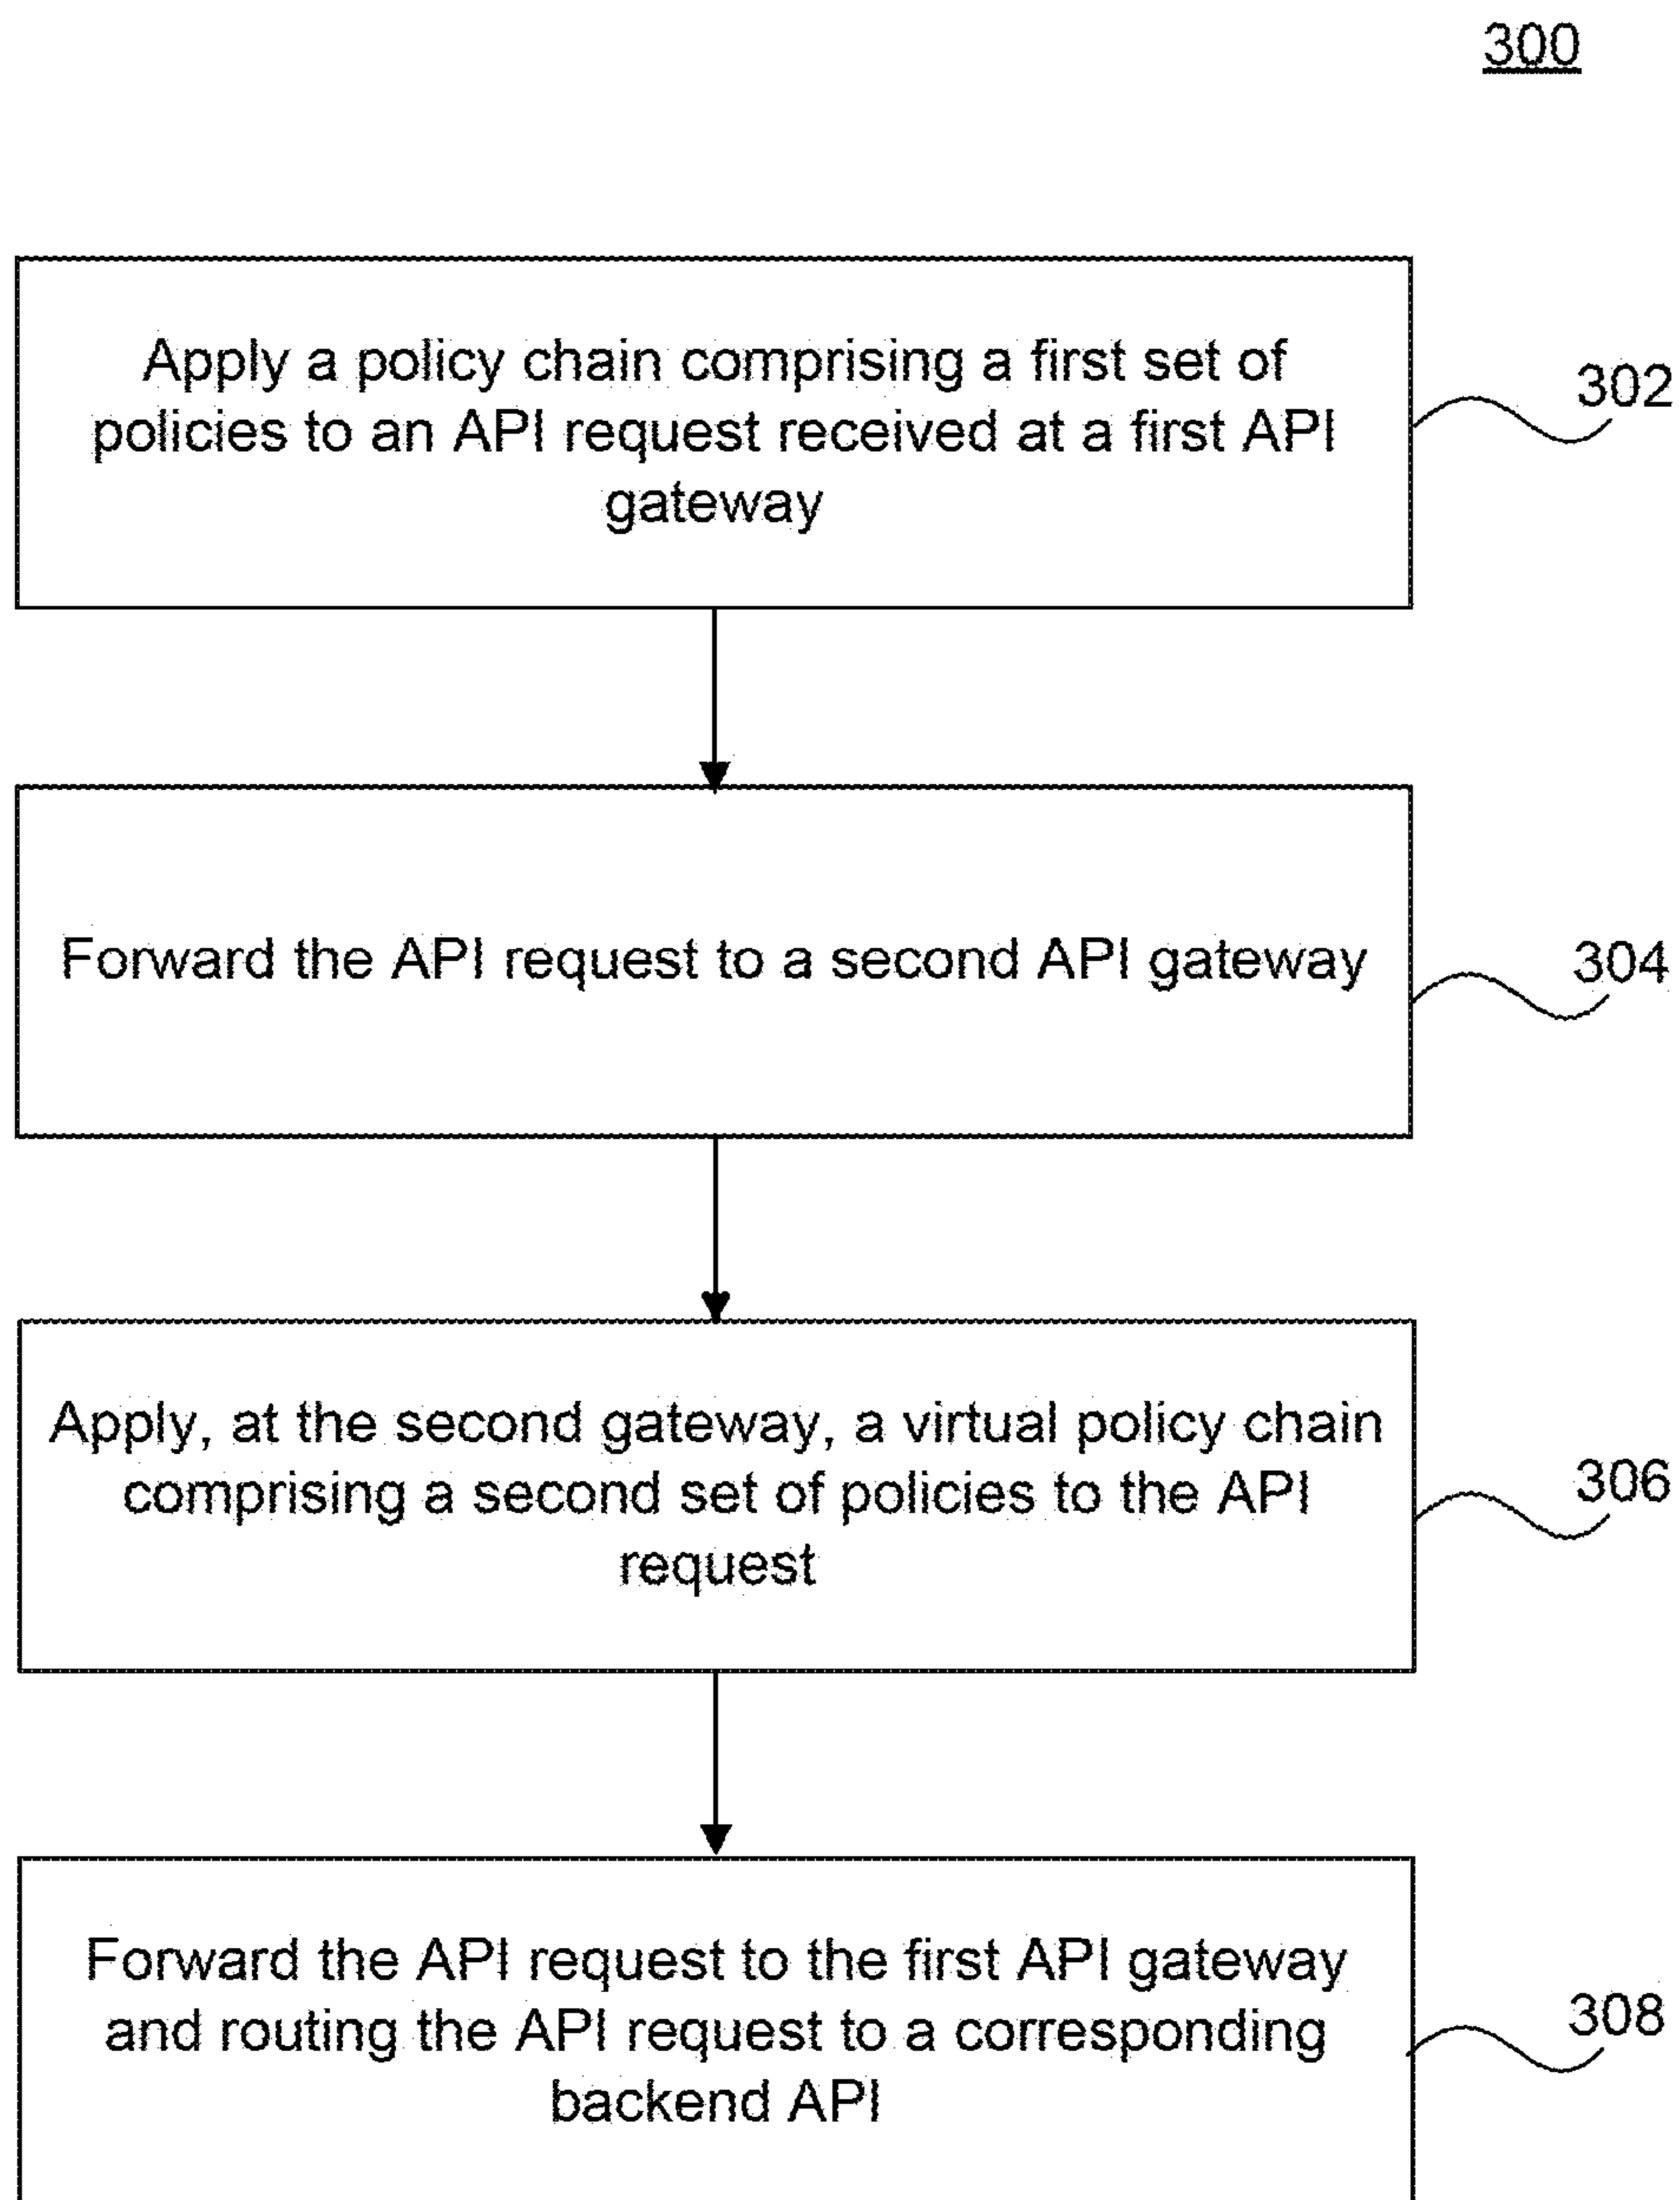 300
Apply a policy chain comprising a first set of
policies to an API request received at a first API
gateway
302
Forward the API request to a second API gateway
304
Apply, at the second gateway, a virtual policy chain
comprising a second set of policies to the API
request
306
Forward the API request to the first API gateway
and routing the API request to a corresponding
backend API
308